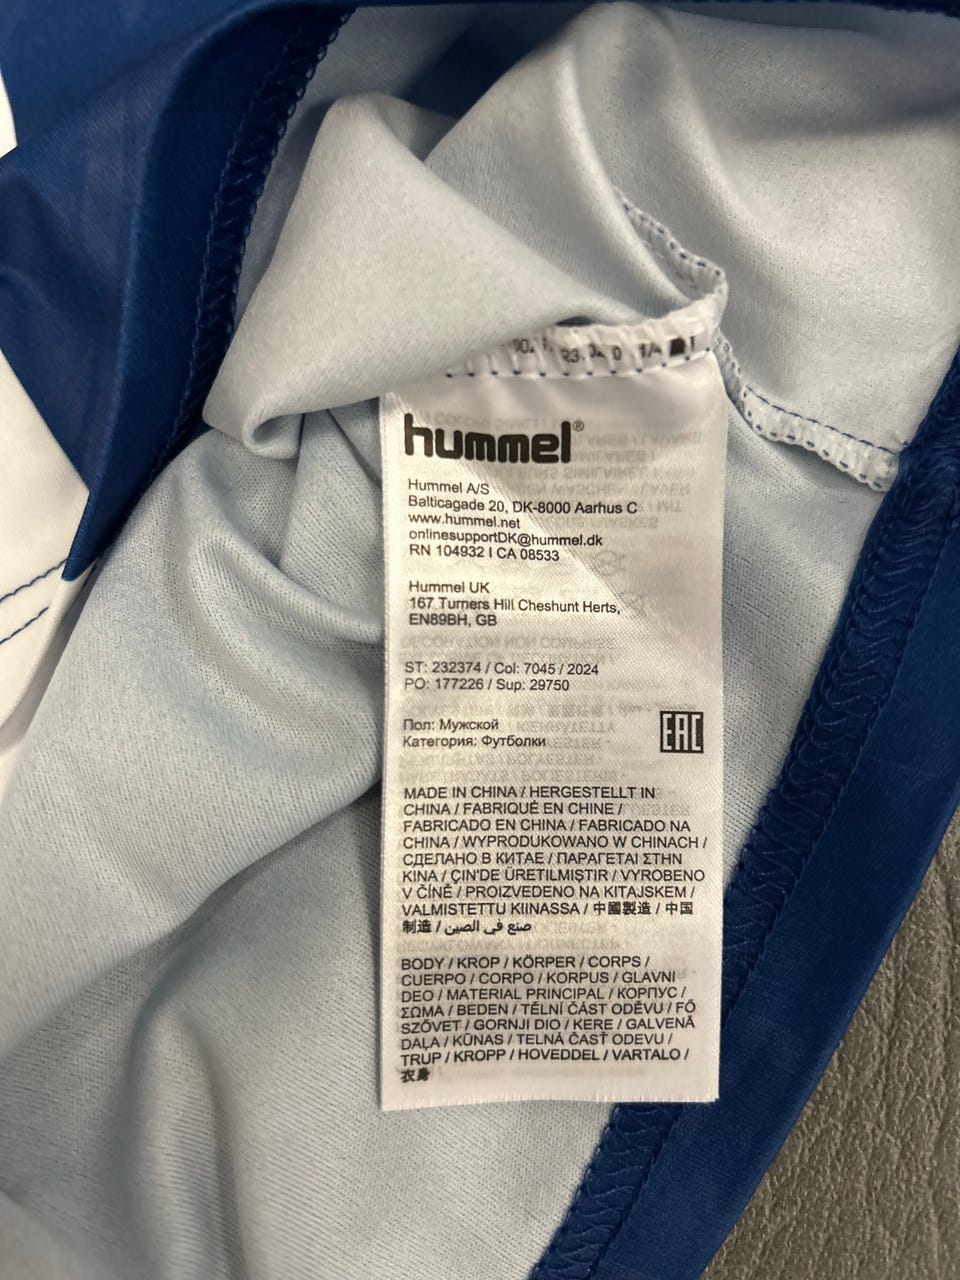 hummel®
Hummel A/S
Balticagade 20, DK-8000 Aarhus C
www.hummel.net
onlinesupportDK@hummel.dk
RN 104932 I CA 08533
Hummel UK
167 Turners Hill Cheshunt Herts,
EN89BH, GB
ST: 232374 / Col: 7045 / 2024
PO: 177226 / Sup: 29750
Пол: Мужской
Категория: Футболки
EAC
MADE IN CHINA / HERGESTELLT IN
CHINA / FABRIQUÉ EN CHINE /
FABRICADO EN CHINA / FABRICADO NA
CHINA / WYPRODUKOWANO W CHINACH /
СДЕЛАНО В КИТАЕ / ΠΑΡΑΓΕΤΑΙ ΣΤΗΝ
ΚΙΝΑ / ÇIN'DE ÜRETILMIŞTIR / VYROBENO
V ČÍNĚ / PROIZVEDENO NA KITAJSKEM /
VALMISTETTU KIINASSA / 中國製造 / 中国
制造 / صنع في الصين
BODY / KROP / KÖRPER / CORPS /
CUERPO / CORPO / KORPUS / GLAVNI
DEO / MATERIAL PRINCIPAL / КОРПУС /
ΣΩΜΑ / BEDEN / TĚLNÍ ČÁST ODĚVU / FŐ
SZÖVET / GORNJI DIO / KERE / GALVENĀ
DAĻA / KŪNAS / TELNÁ ČASŤ ODEVU /
TRUP / KROPP / HOVEDDEL / VARTALO /
衣身